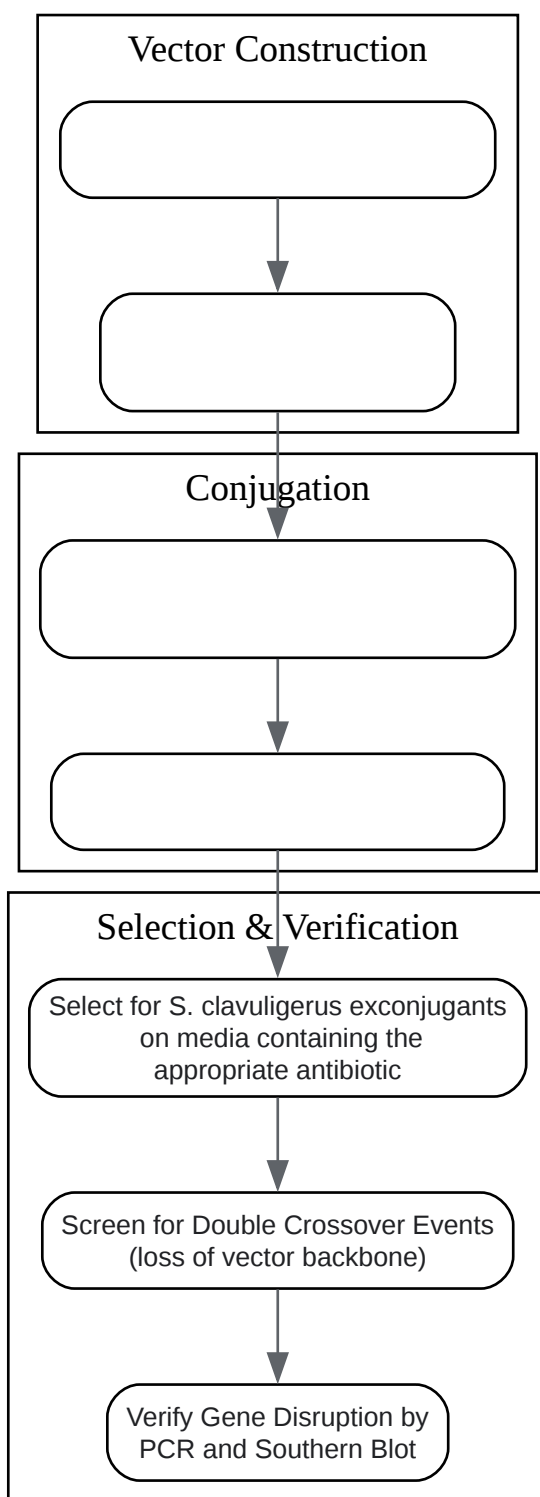 Vector Construction
Conjugation
Selection & Verification
Select for S. clavuligerus exconjugants
on media containing the
appropriate antibiotic
Screen for Double Crossover Events
(loss of vector backbone)
Verify Gene Disruption by
PCR and Southern Blot